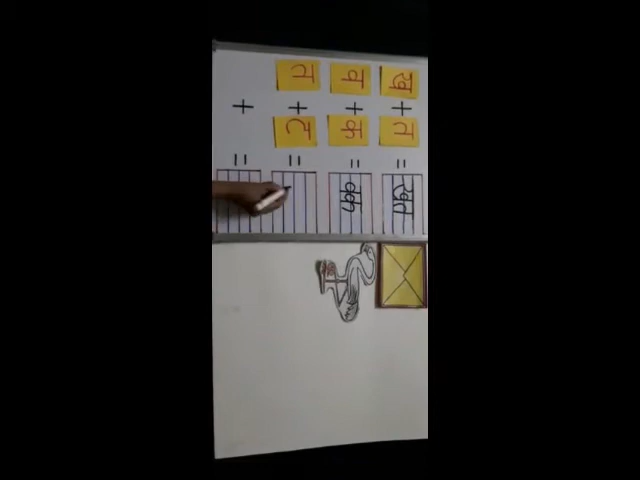 ख + त = खत
ब + क = बक
त + ट =
+ =